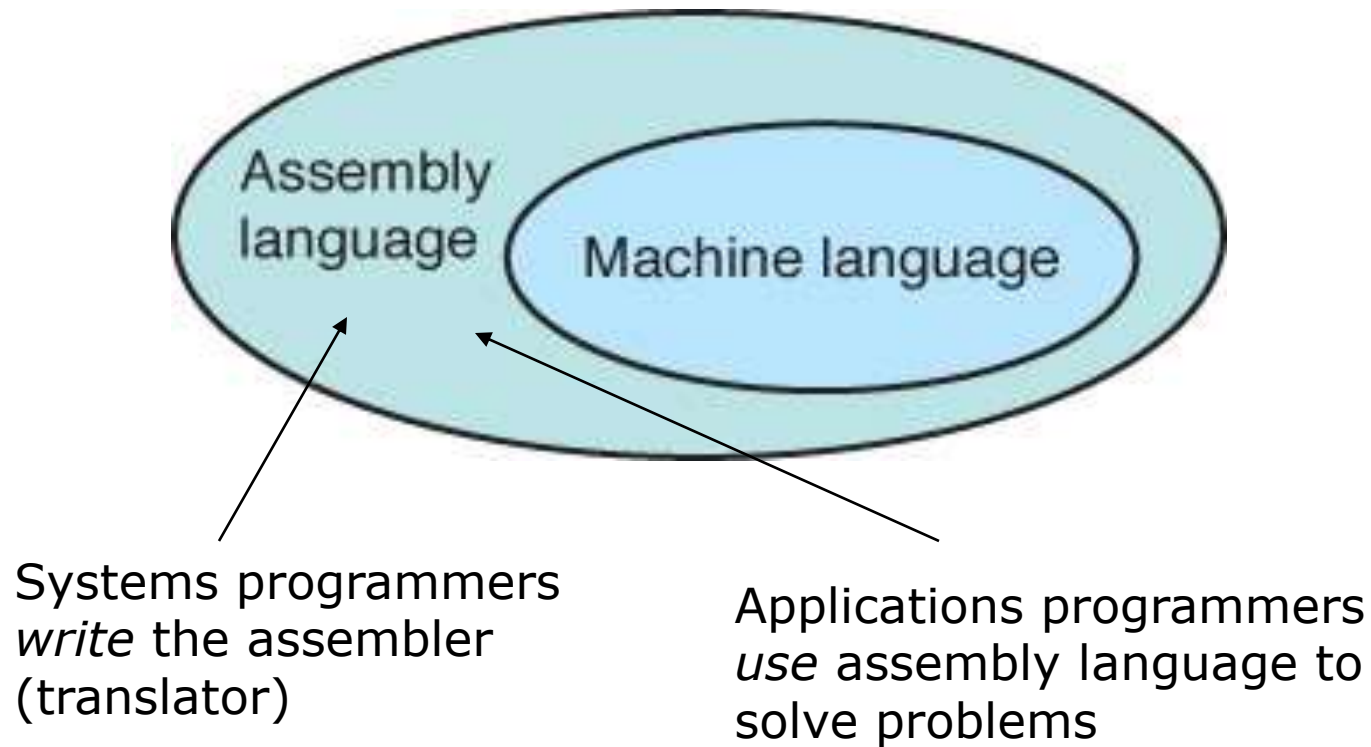 Assembly
language
Machine language
Systems programmers
write the assembler
(translator)
Applications programmers
use assembly language to
solve problems